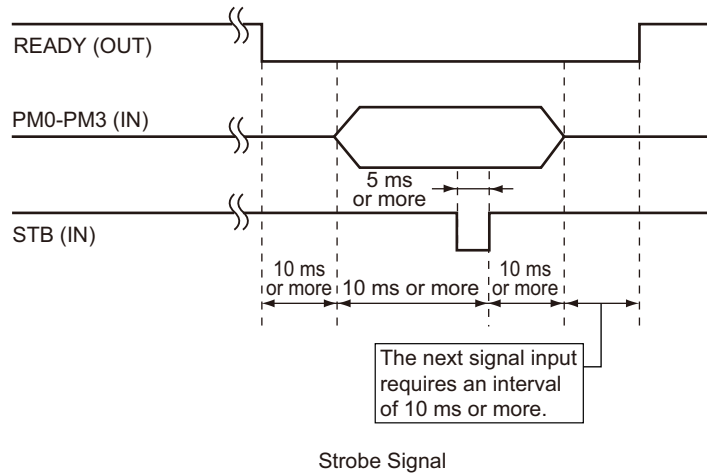 READY (OUT)
PM0-PM3 (IN)
5 ms
or more
STB (IN)
10 ms
or more
10 ms or more
10 ms
or more
The next signal input
requires an interval
of 10 ms or more.
Strobe Signal